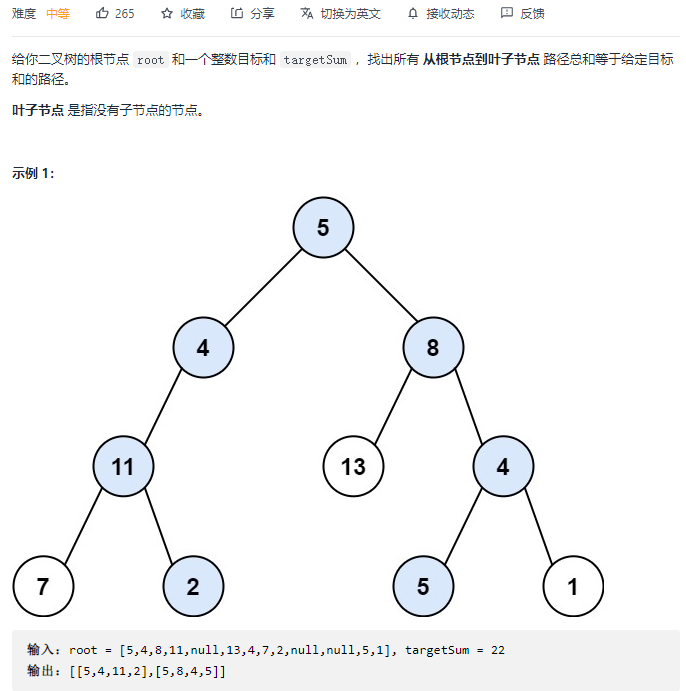 难度 中等 265 收藏 分享 切换为英文 接收动态 反馈
给你二叉树的根节点 root 和一个整数目标和 targetSum ，找出所有 从根节点到叶子节点 路径总和等于给定目标
和的路径。
叶子节点 是指没有子节点的节点。
示例 1：
5
4 8
11 13 4
7 2 5 1
输入：root = [5,4,8,11,null,13,4,7,2,null,null,5,1], targetSum = 22
输出：[[5,4,11,2],[5,8,4,5]]